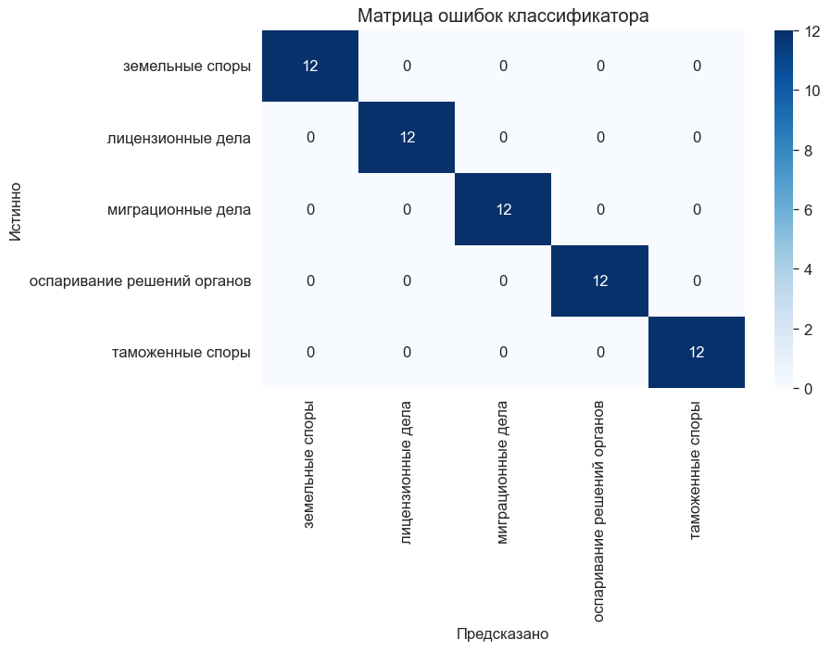 Матрица ошибок классификатора
земельные споры 12 0 0 0 0
лицензионные дела 0 12 0 0 0
миграционные дела 0 0 12 0 0
оспаривание решений органов 0 0 0 12 0
таможенные споры 0 0 0 0 12
Истинно
земельные споры
лицензионные дела
миграционные дела
оспаривание решений органов
таможенные споры
Предсказано
12
10
8
6
4
2
0